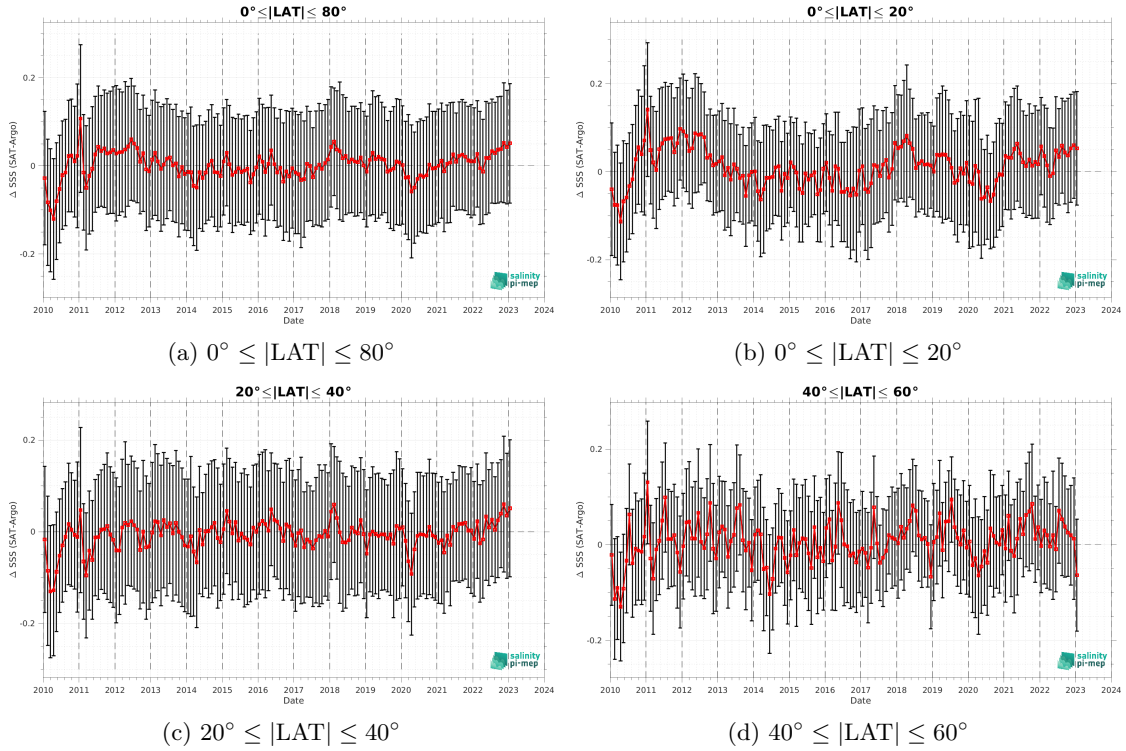 0°≤|LAT|≤ 80°
Δ SSS (SAT-Argo)
0.2
0
-0.2
2010 2011 2012 2013 2014 2015 2016 2017 2018 2019 2020 2021 2022 2023 2024
Date
salinity
pi-mep
(a) 0° ≤ |LAT| ≤ 80°
0°≤|LAT|≤ 20°
Δ SSS (SAT-Argo)
0.2
0
-0.2
2010 2011 2012 2013 2014 2015 2016 2017 2018 2019 2020 2021 2022 2023 2024
Date
salinity
pi-mep
(b) 0° ≤ |LAT| ≤ 20°
20°≤|LAT|≤ 40°
Δ SSS (SAT-Argo)
0.2
0
-0.2
2010 2011 2012 2013 2014 2015 2016 2017 2018 2019 2020 2021 2022 2023 2024
Date
salinity
pi-mep
(c) 20° ≤ |LAT| ≤ 40°
40°≤|LAT|≤ 60°
Δ SSS (SAT-Argo)
0.2
0
-0.2
2010 2011 2012 2013 2014 2015 2016 2017 2018 2019 2020 2021 2022 2023 2024
Date
salinity
pi-mep
(d) 40° ≤ |LAT| ≤ 60°